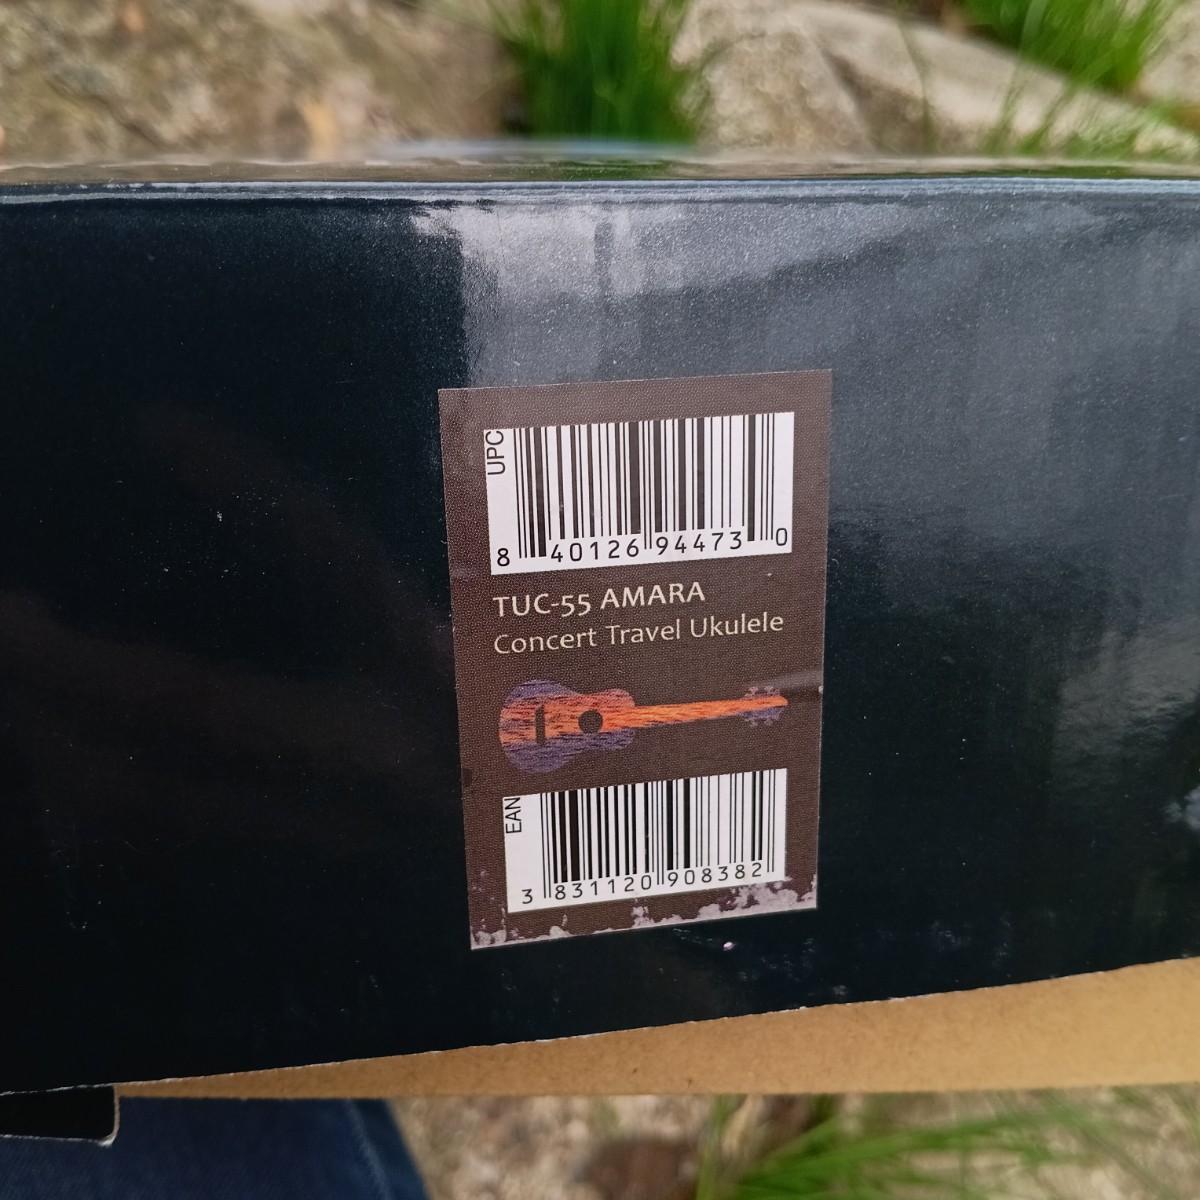 UPC
8 40126 94473 0
TUC-55 AMARA
Concert Travel Ukulele
EAN
3 831120 908382